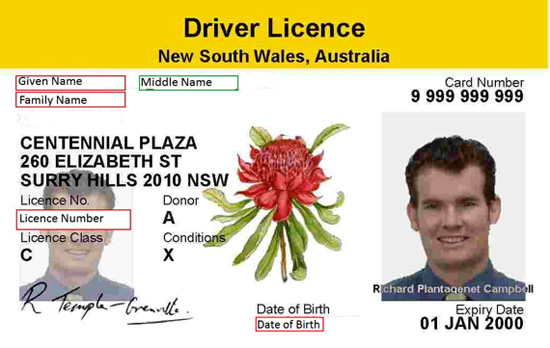 Driver Licence
New South Wales, Australia
Given Name Middle Name
Family Name
Card Number
9 999 999 999
CENTENNIAL PLAZA
260 ELIZABETH ST
SURRY HILLS 2010 NSW
Licence No. Donor
Licence Number A
Licence Class Conditions
C X
R Temple-Grenville.
Richard Plantagenet Campbell
Date of Birth
Date of Birth
Expiry Date
01 JAN 2000